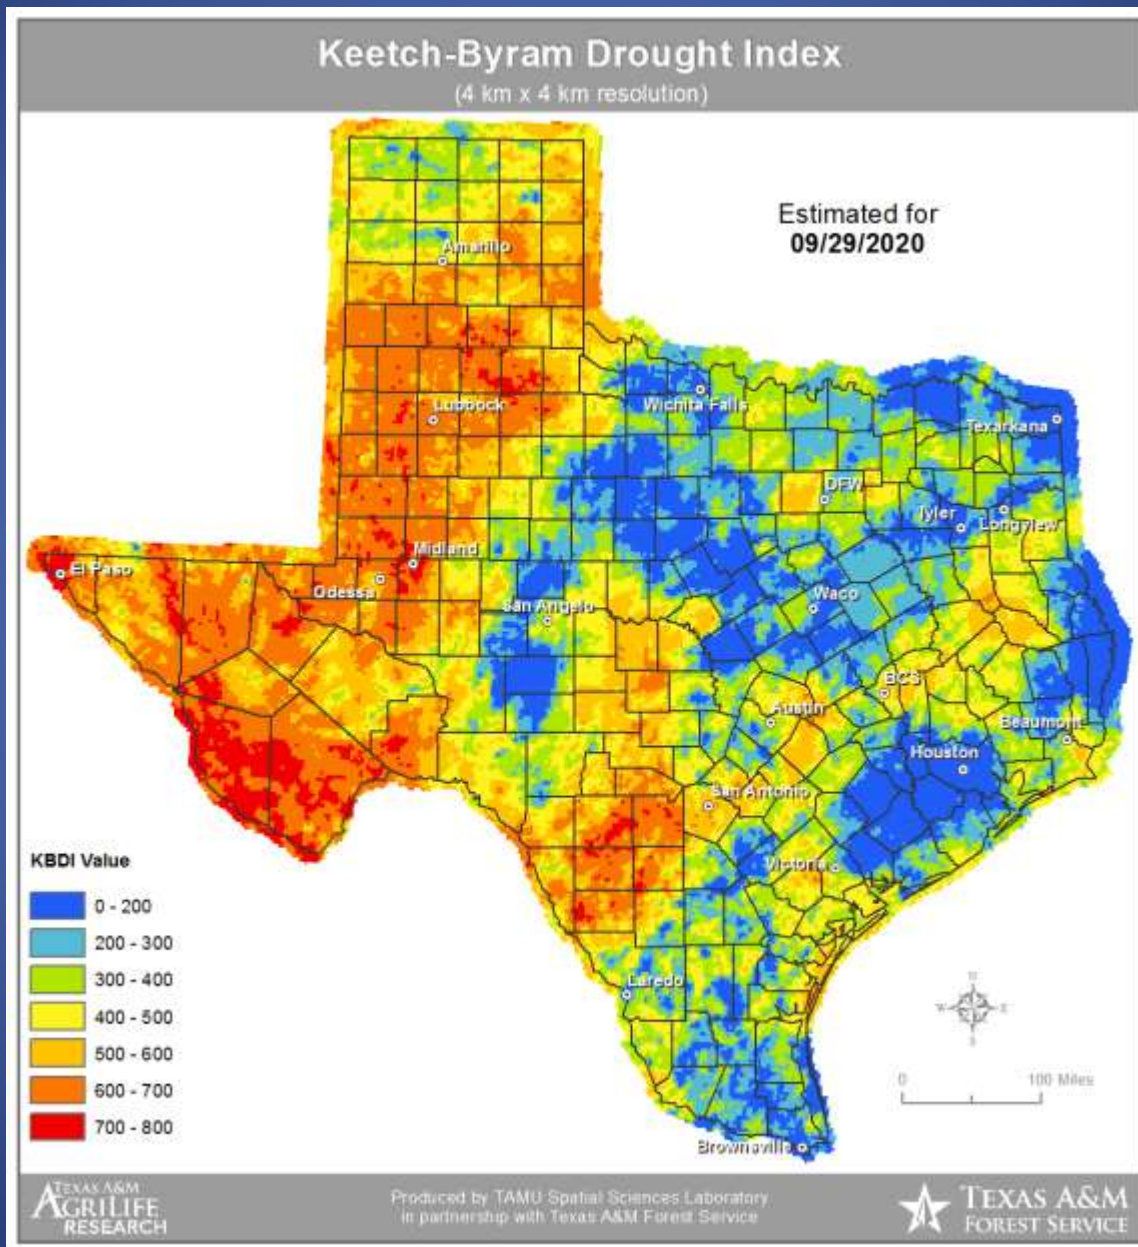 Keetch-Byram Drought Index
(4 km x 4 km resolution)
Estimated for
09/29/2020
Amarillo
Lubbock
Wichita Falls
Texarkana
DFW
Tyler
Longview
Midland
El Paso
Odessa
San Angelo
Waco
BCS
Austin
Beaumont
Houston
San Antonio
Victoria
Laredo
Brownsville
KBDI Value
0 - 200
200 - 300
300 - 400
400 - 500
500 - 600
600 - 700
700 - 800
N
W E
S
0 100 Miles
TEXAS A&M
AGRILIFE
RESEARCH
Produced by TAMU Spatial Sciences Laboratory
in partnership with Texas A&M Forest Service
TEXAS A&M
FOREST SERVICE